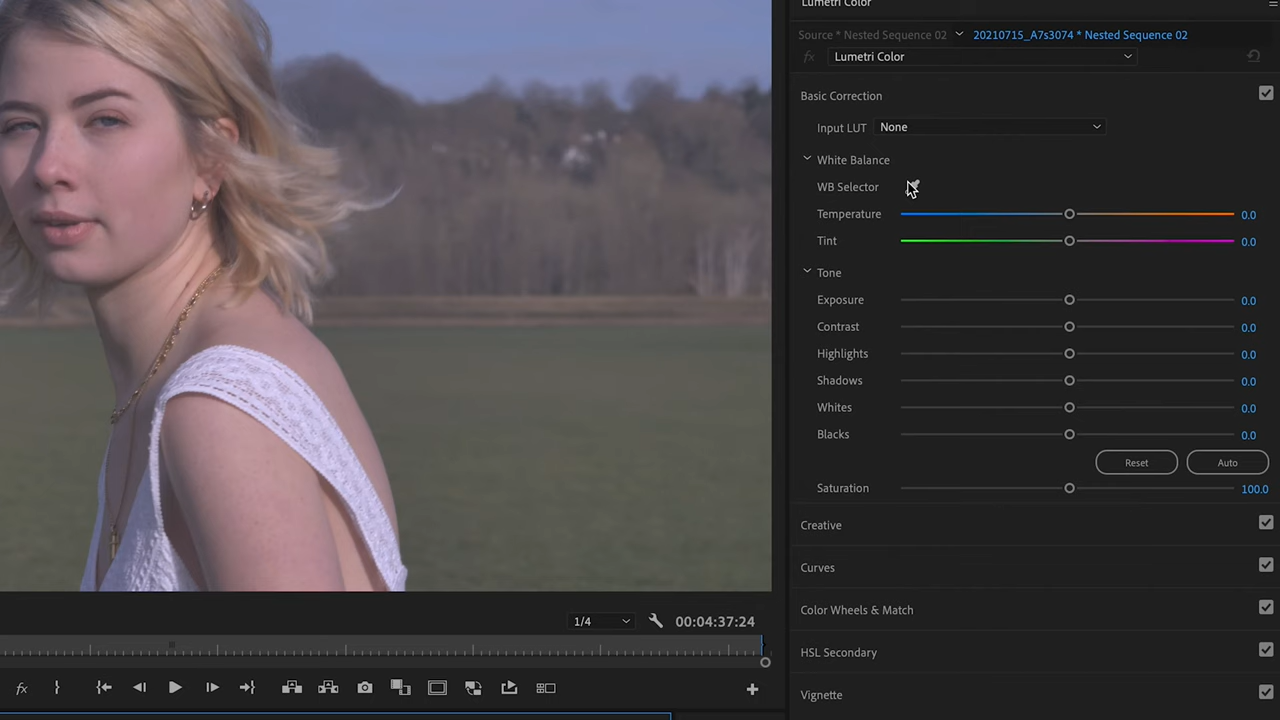 Lumetri Color
Source * Nested Sequence 02 20210715_A7s3074 * Nested Sequence 02
fx Lumetri Color
Basic Correction
Input LUT None
White Balance
WB Selector
Temperature 0.0
Tint 0.0
Tone
Exposure 0.0
Contrast 0.0
Highlights 0.0
Shadows 0.0
Whites 0.0
Blacks 0.0
Reset Auto
Saturation 100.0
Creative
Curves
Color Wheels & Match
HSL Secondary
Vignette
1/4 00:04:37:24
fx